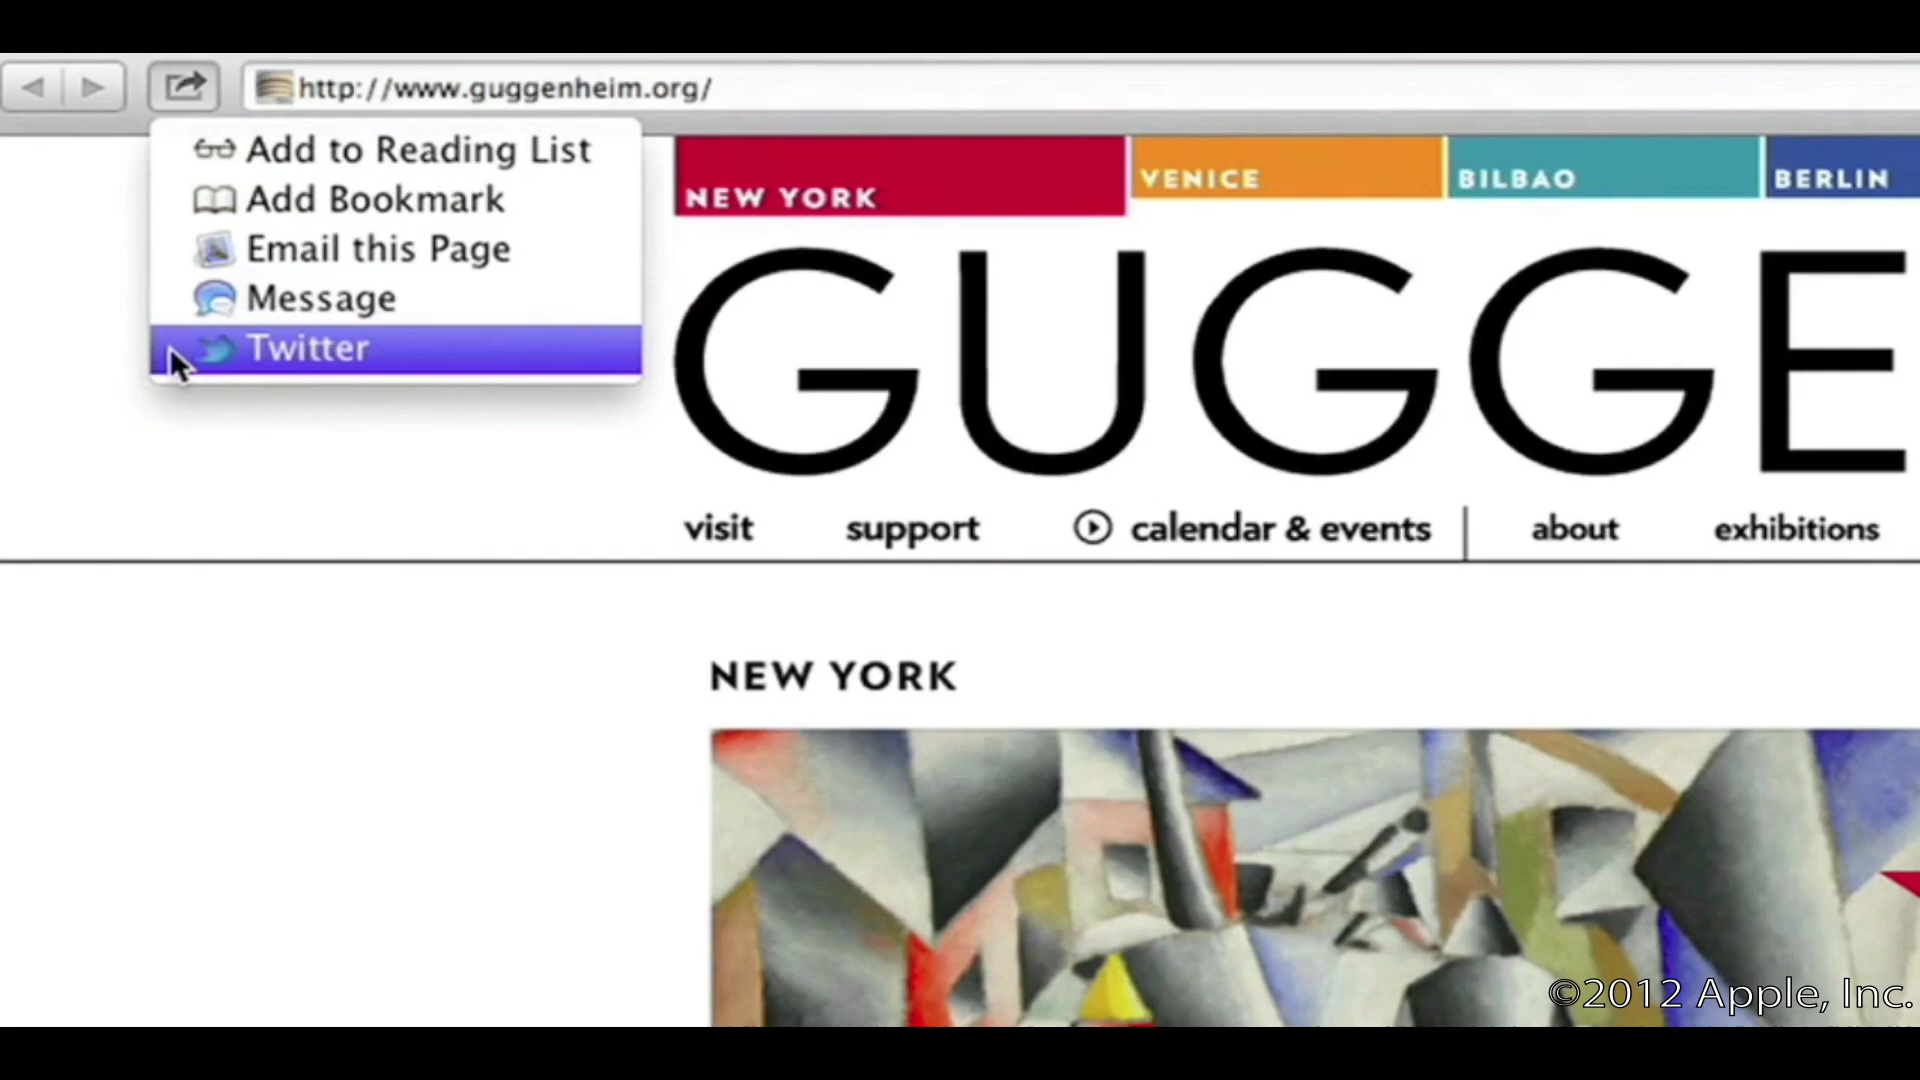 http://www.guggenheim.org/
Add to Reading List
Add Bookmark
Email this Page
Message
Twitter
NEW YORK
VENICE
BILBAO
BERLIN
GUGGE
visit
support
calendar & events
about
exhibitions
NEW YORK
©2012 Apple, Inc.